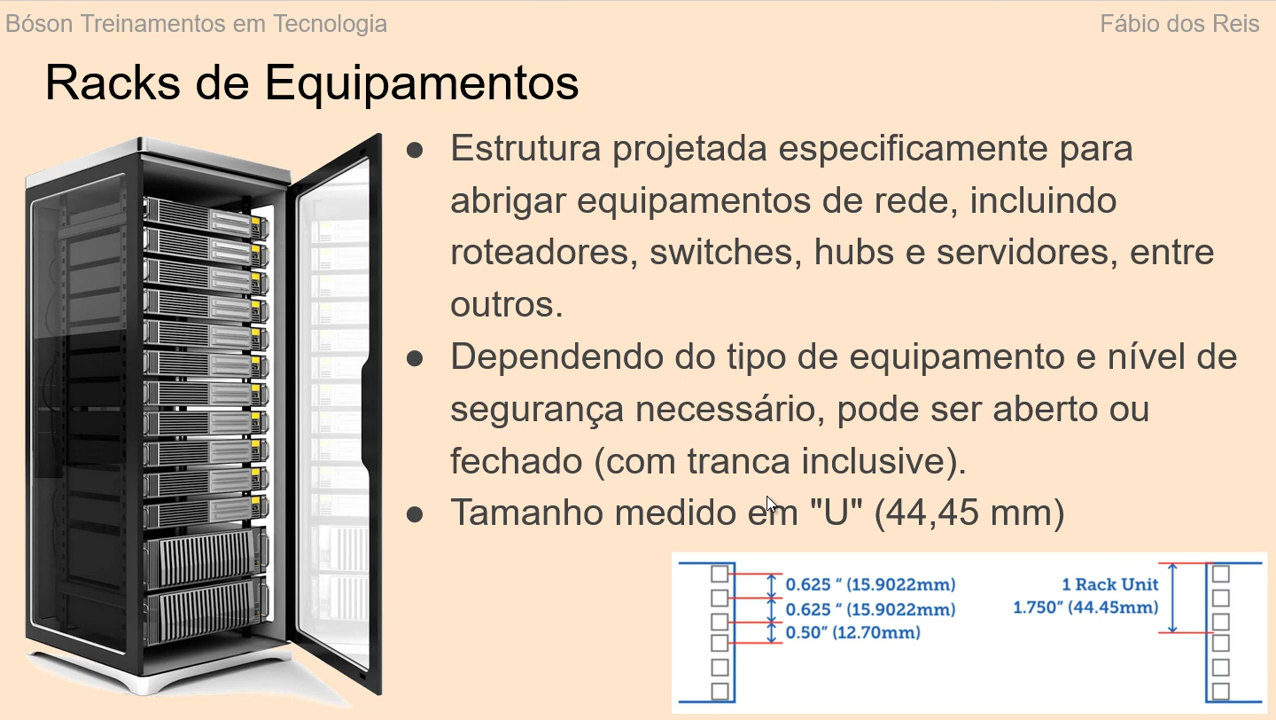 Bóson Treinamentos em Tecnologia
Fábio dos Reis
Racks de Equipamentos
● Estrutura projetada especificamente para
abrigar equipamentos de rede, incluindo
roteadores, switches, hubs e servidores, entre
outros.
● Dependendo do tipo de equipamento e nível de
segurança necessário, pode ser aberto ou
fechado (com tranca inclusive).
● Tamanho medido em "U" (44,45 mm)
0.625 “ (15.9022mm)
0.625 “ (15.9022mm)
0.50” (12.70mm)
1 Rack Unit
1.750” (44.45mm)